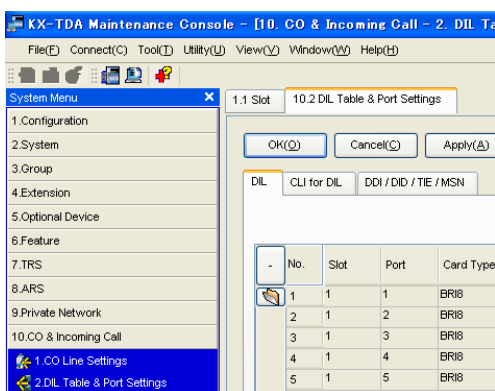 KX-TDA Maintenance Console - [10. CO & Incoming Call - 2. DIL Ta
File(F) Connect(C) Tool(T) Utility(U) View(V) Window(W) Help(H)
System Menu
1.1 Slot 10.2 DIL Table & Port Settings
1.Configuration
2.System
3.Group
4.Extension
5.Optional Device
6.Feature
7.TRS
8.ARS
9.Private Network
10.CO & Incoming Call
1.CO Line Settings
2.DIL Table & Port Settings
OK(O) Cancel(C) Apply(A)
DIL CLI for DIL DDI / DID / TIE / MSN
- No. Slot Port Card Type
1 1 1 BRI8
2 1 2 BRI8
3 1 3 BRI8
4 1 4 BRI8
5 1 5 BRI8